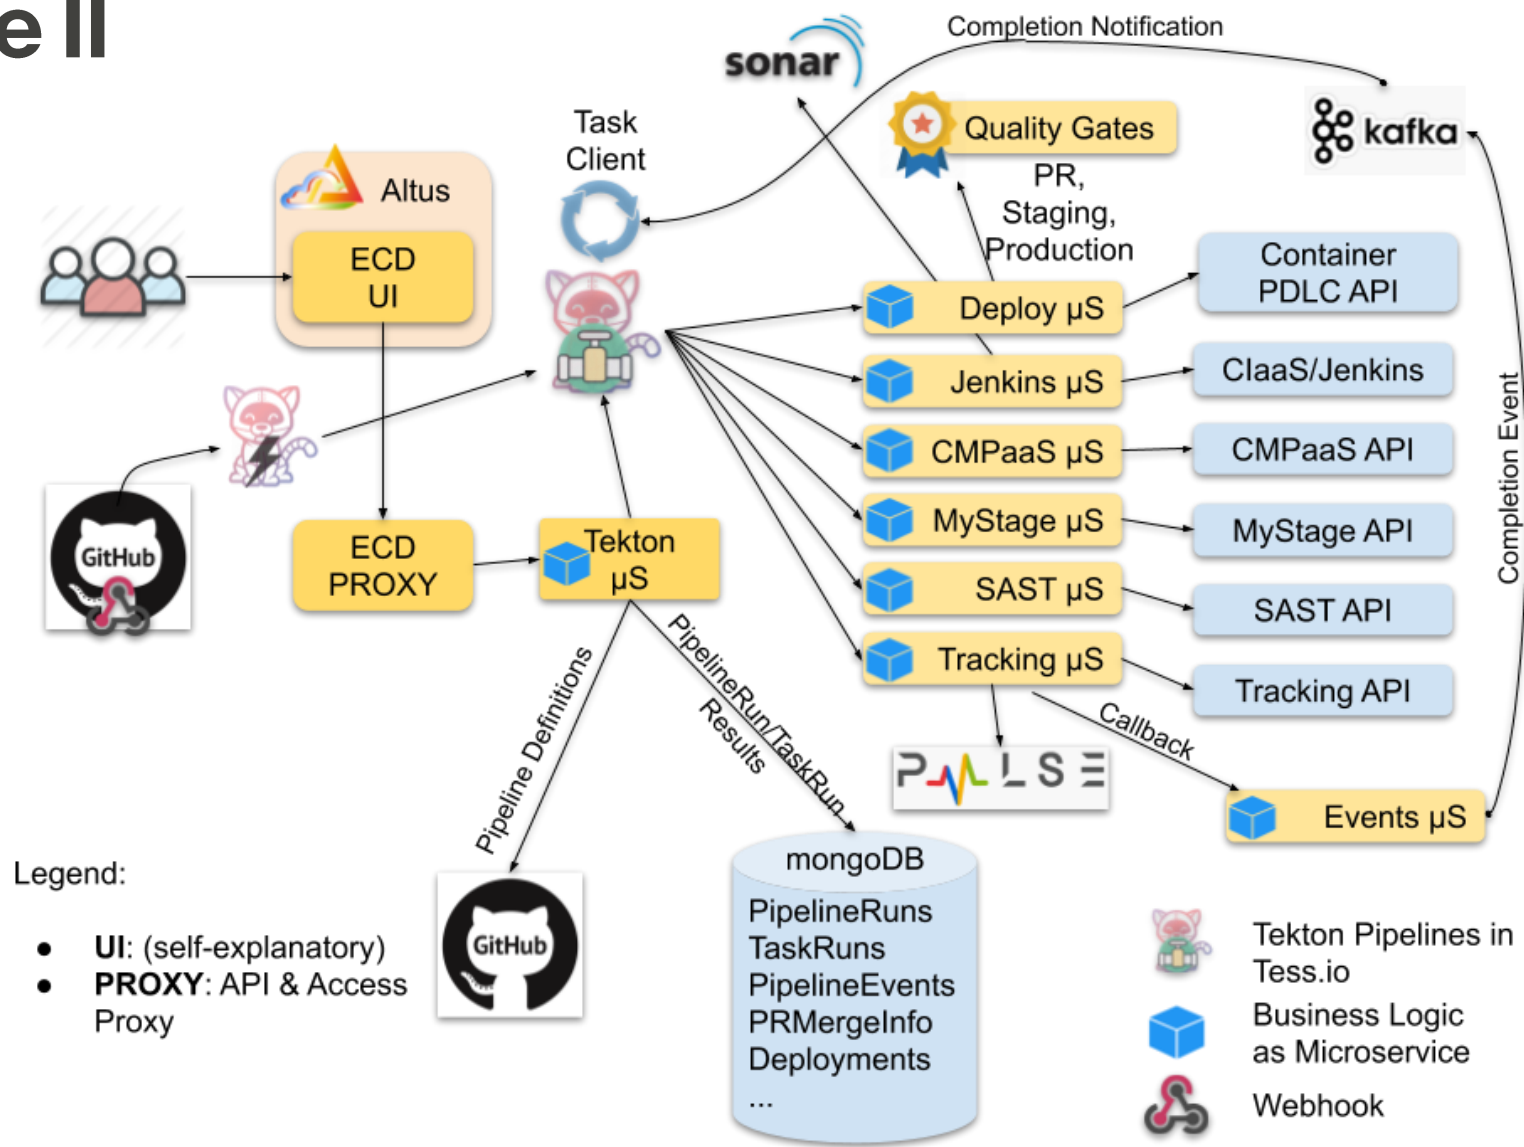 e II
sonar
Completion Notification
kafka
Quality Gates
PR,
Staging,
Production
Task
Client
Altus
ECD
UI
Deploy µS
Jenkins µS
CMPaaS µS
MyStage µS
SAST µS
Tracking µS
Container
PDLC API
CIaaS/Jenkins
CMPaaS API
MyStage API
SAST API
Tracking API
Completion Event
GitHub
ECD
PROXY
Tekton
µS
Pipeline Definitions
PipelineRun/TaskRun
Results
PULSE
Callback
Events µS
GitHub
mongoDB
PipelineRuns
TaskRuns
PipelineEvents
PRMergeInfo
Deployments
...
Legend:
● UI: (self-explanatory)
● PROXY: API & Access
Proxy
Tekton Pipelines in
Tess.io
Business Logic
as Microservice
Webhook